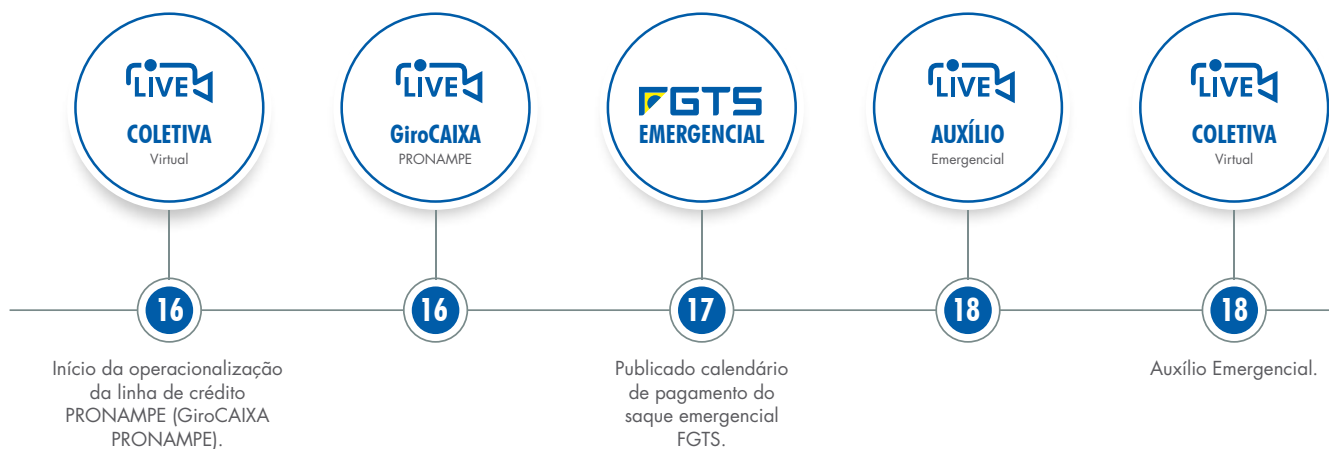 LIVE
COLETIVA
Virtual
LIVE
GiroCAIXA
PRONAMPE
FGTS
EMERGENCIAL
LIVE
AUXÍLIO
Emergencial
LIVE
COLETIVA
Virtual
16
16
17
18
18
Início da operacionalização
da linha de crédito
PRONAMPE (GiroCAIXA
PRONAMPE).
Publicado calendário
de pagamento do
saque emergencial
FGTS.
Auxílio Emergencial.